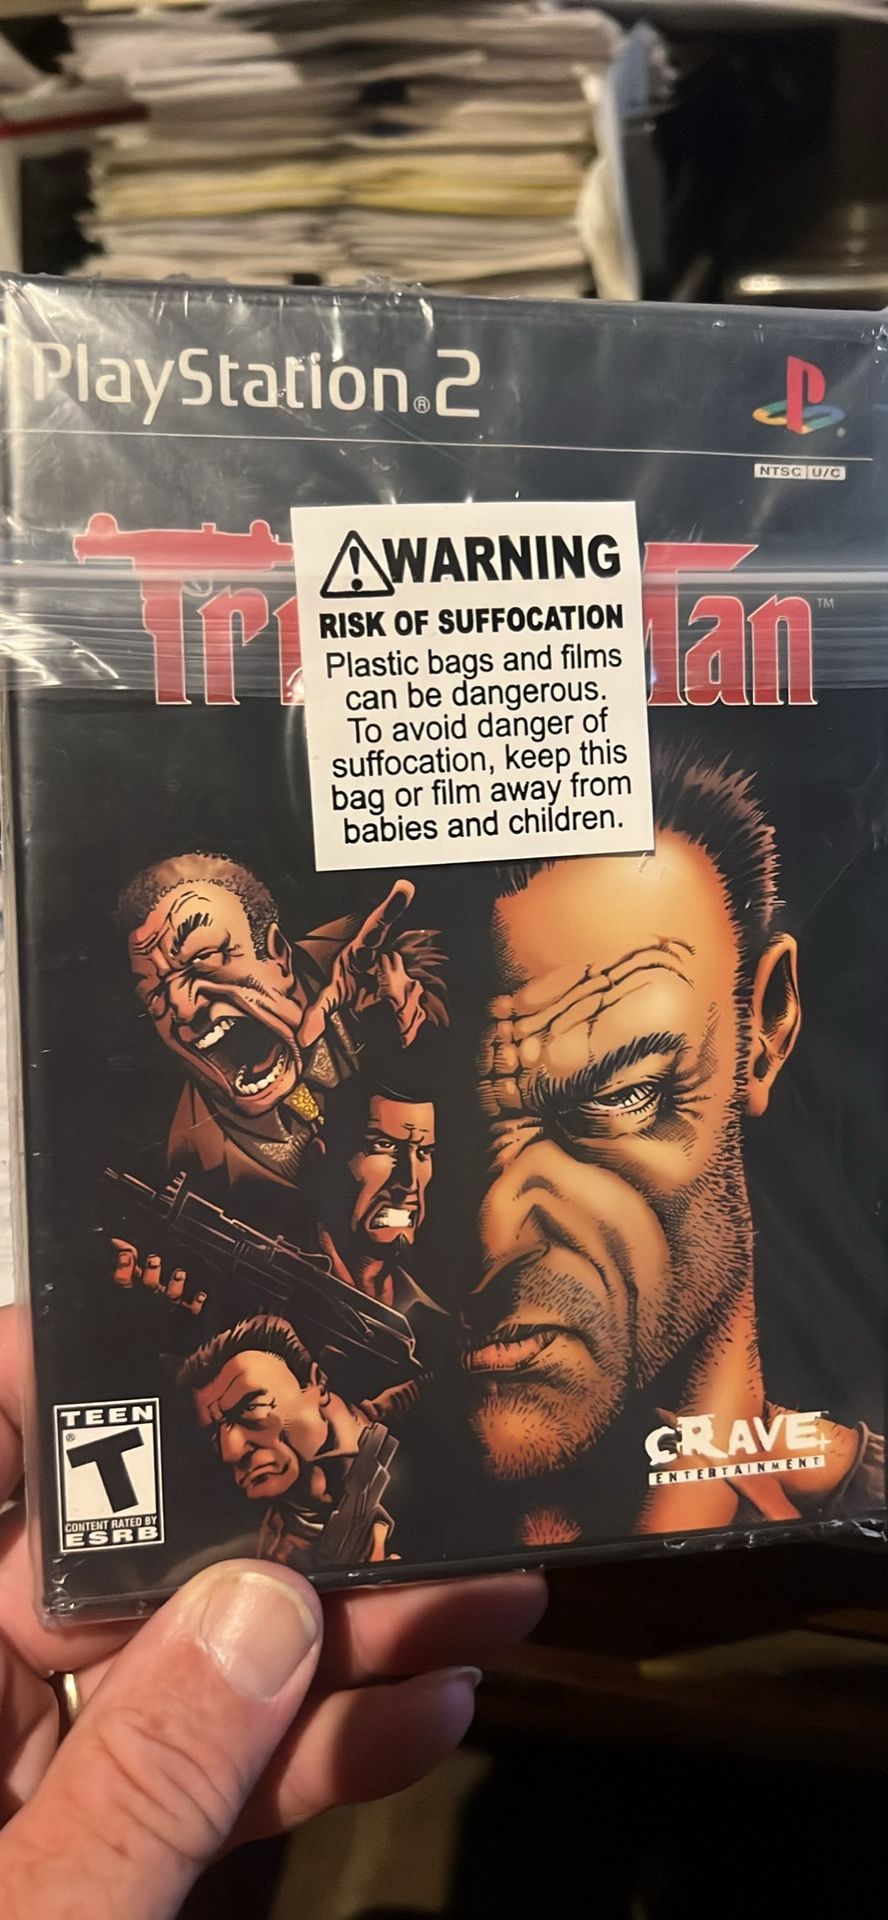 PlayStation®2
NTSC U/C
WARNING
RISK OF SUFFOCATION
Plastic bags and films
can be dangerous.
To avoid danger of
suffocation, keep this
bag or film away from
babies and children.
TM
TEEN
T
®
CONTENT RATED BY
ESRB
CRAVE
ENTERTAINMENT